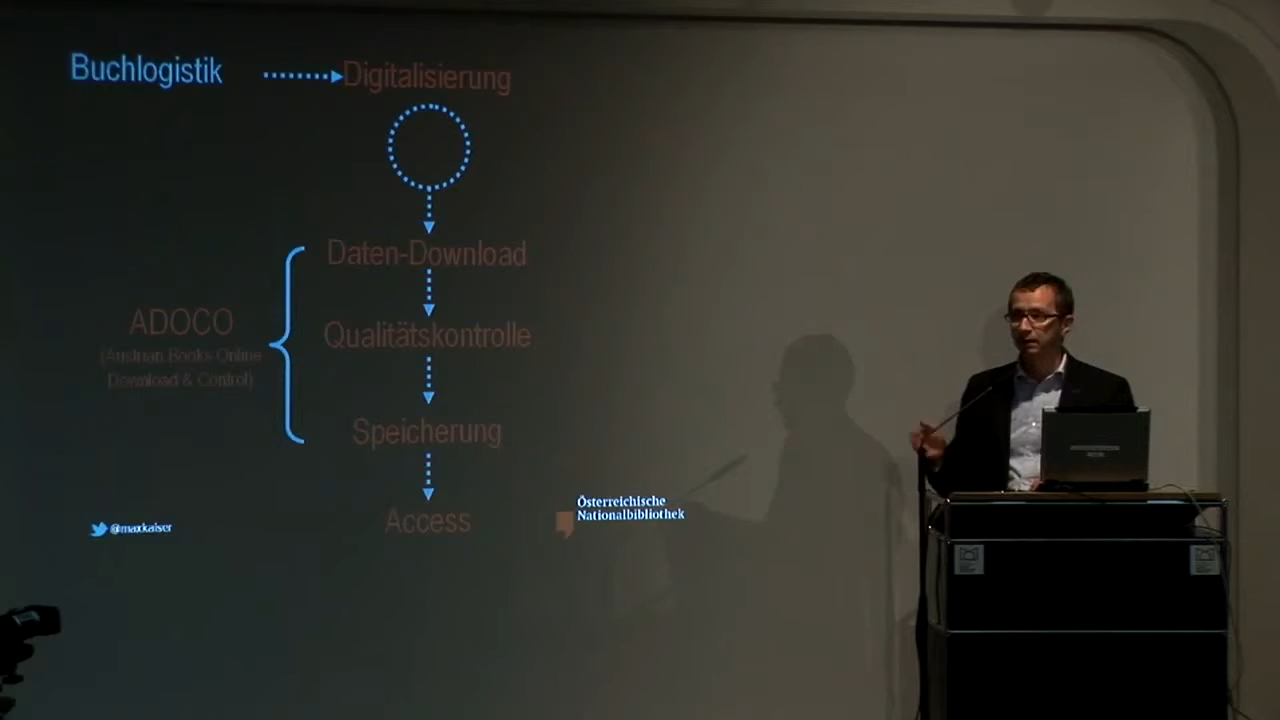 Buchlogistik
Digitalisierung
Daten-Download
ADOCO
(Austrian Books Online
Download & Control)
Qualitätskontrolle
Speicherung
Access
@maxkaiser
Österreichische
Nationalbibliothek